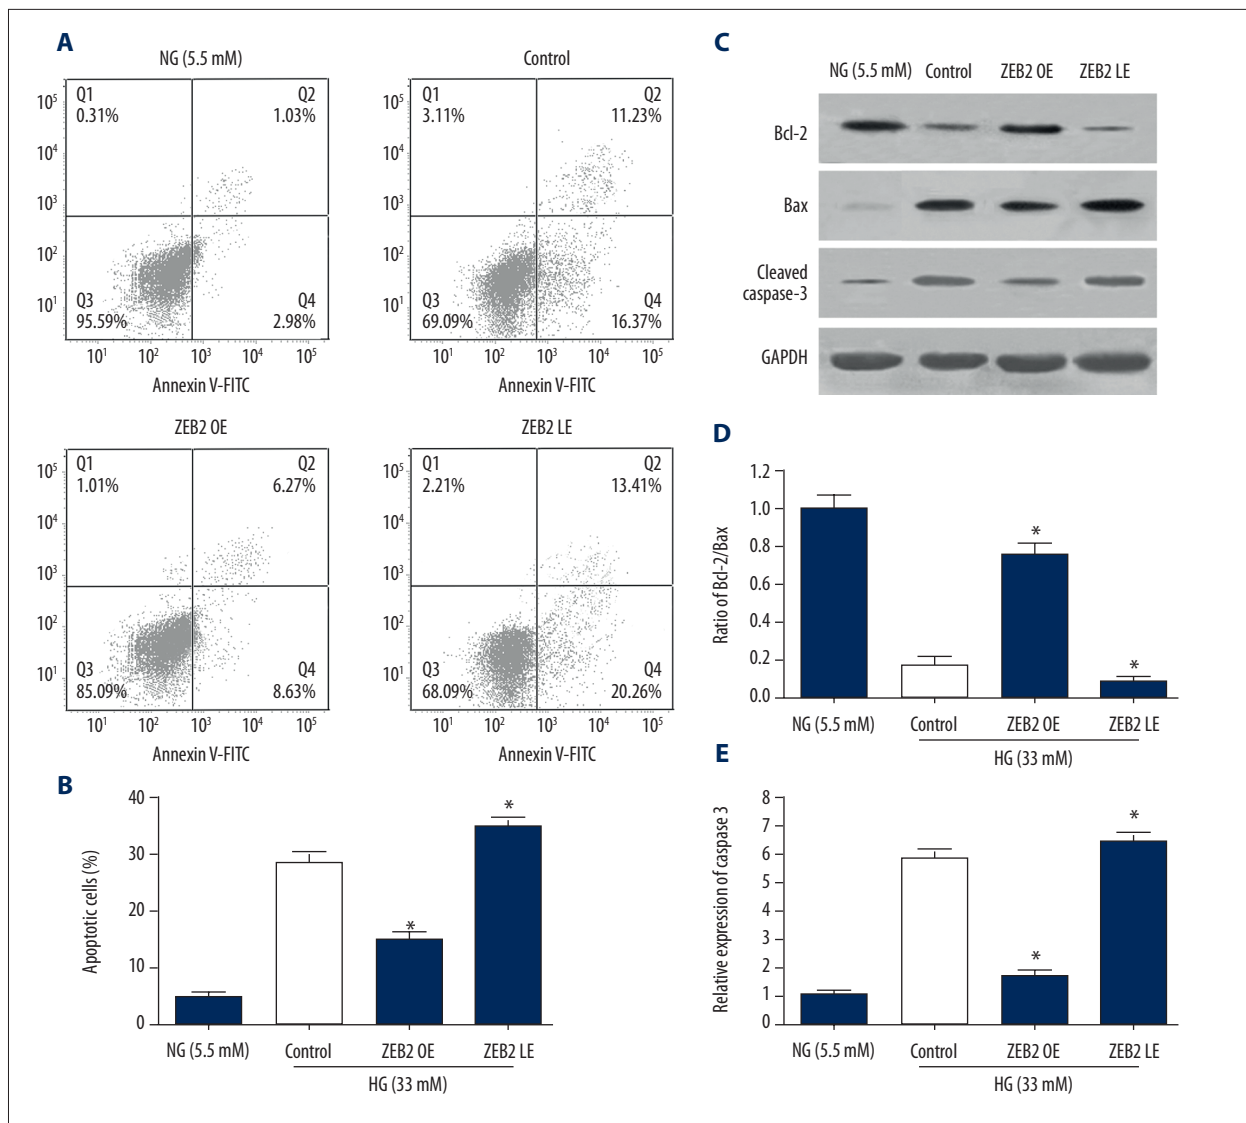 A
NG (5.5 mM)
Control
10⁵
10⁴
10³
10²
10¹
Q1
0.31%
Q2
1.03%
Q3
95.59%
Q4
2.98%
10¹ 10² 10³ 10⁴ 10⁵
Annexin V-FITC
10⁵
10⁴
10³
10²
10¹
Q1
3.11%
Q2
11.23%
Q3
69.09%
Q4
16.37%
10¹ 10² 10³ 10⁴ 10⁵
Annexin V-FITC
ZEB2 OE
ZEB2 LE
10⁵
10⁴
10³
10²
10¹
Q1
1.01%
Q2
6.27%
Q3
85.09%
Q4
8.63%
10¹ 10² 10³ 10⁴ 10⁵
Annexin V-FITC
10⁵
10⁴
10³
10²
10¹
Q1
2.21%
Q2
13.41%
Q3
68.09%
Q4
20.26%
10¹ 10² 10³ 10⁴ 10⁵
Annexin V-FITC
B
Apoptotic cells (%)
40
30
20
10
0
*
*
NG (5.5 mM) Control ZEB2 OE ZEB2 LE
HG (33 mM)
C
NG (5.5 mM) Control ZEB2 OE ZEB2 LE
Bcl-2
Bax
Cleaved
caspase-3
GAPDH
D
Ratio of Bcl-2/Bax
1.2
1.0
0.8
0.6
0.4
0.2
0.0
*
*
NG (5.5 mM) Control ZEB2 OE ZEB2 LE
HG (33 mM)
E
Relative expression of caspase 3
8
7
6
5
4
3
2
1
0
*
*
NG (5.5 mM) Control ZEB2 OE ZEB2 LE
HG (33 mM)